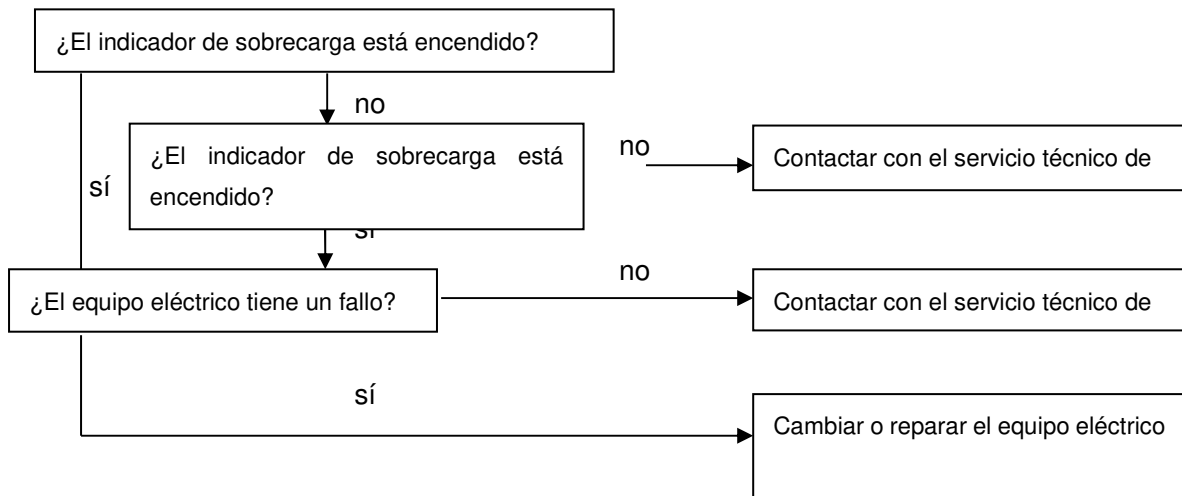 ¿El indicador de sobrecarga está encendido?
no
¿El indicador de sobrecarga está
encendido?
no
Contactar con el servicio técnico de
sí
sí
¿El equipo eléctrico tiene un fallo?
no
Contactar con el servicio técnico de
sí
Cambiar o reparar el equipo eléctrico